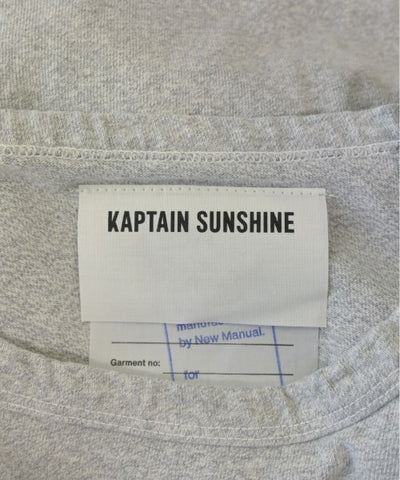 KAPTAIN SUNSHINE
by New Manual.
Garment no:
for